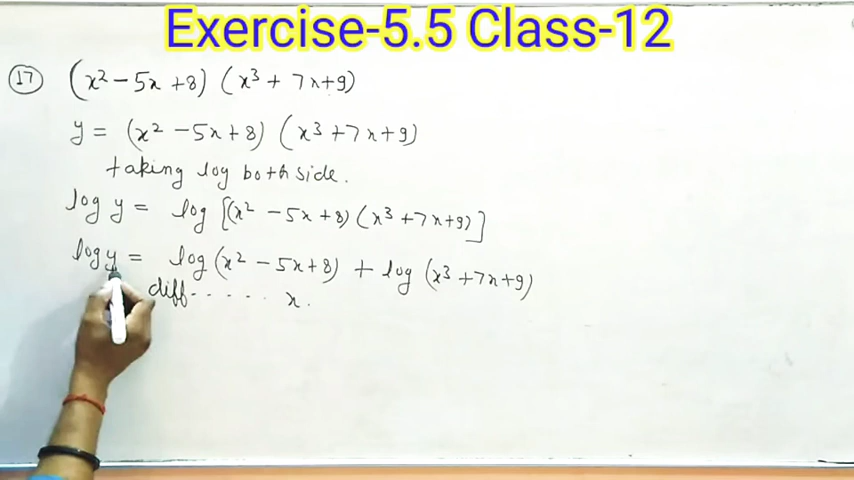 Exercise-5.5 Class-12
17 (x² - 5x + 8) (x³ + 7x + 9)
y = (x² - 5x + 8) (x³ + 7x + 9)
taking log both side.
log y = log [(x² - 5x + 8) (x³ + 7x + 9)]
log y = log (x² - 5x + 8) + log (x³ + 7x + 9)
diff. . . . . . x.